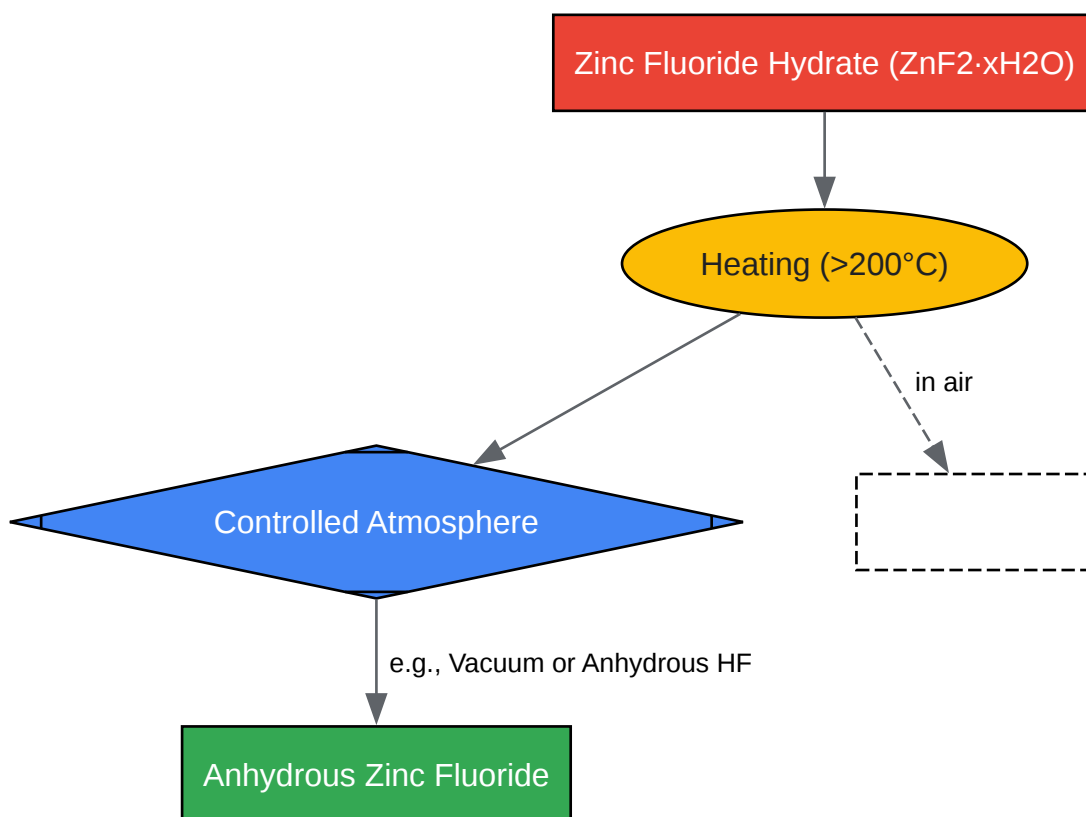 Zinc Fluoride Hydrate (ZnF2·xH2O)
Heating (>200°C)
in air
Controlled Atmosphere
e.g., Vacuum or Anhydrous HF
Anhydrous Zinc Fluoride